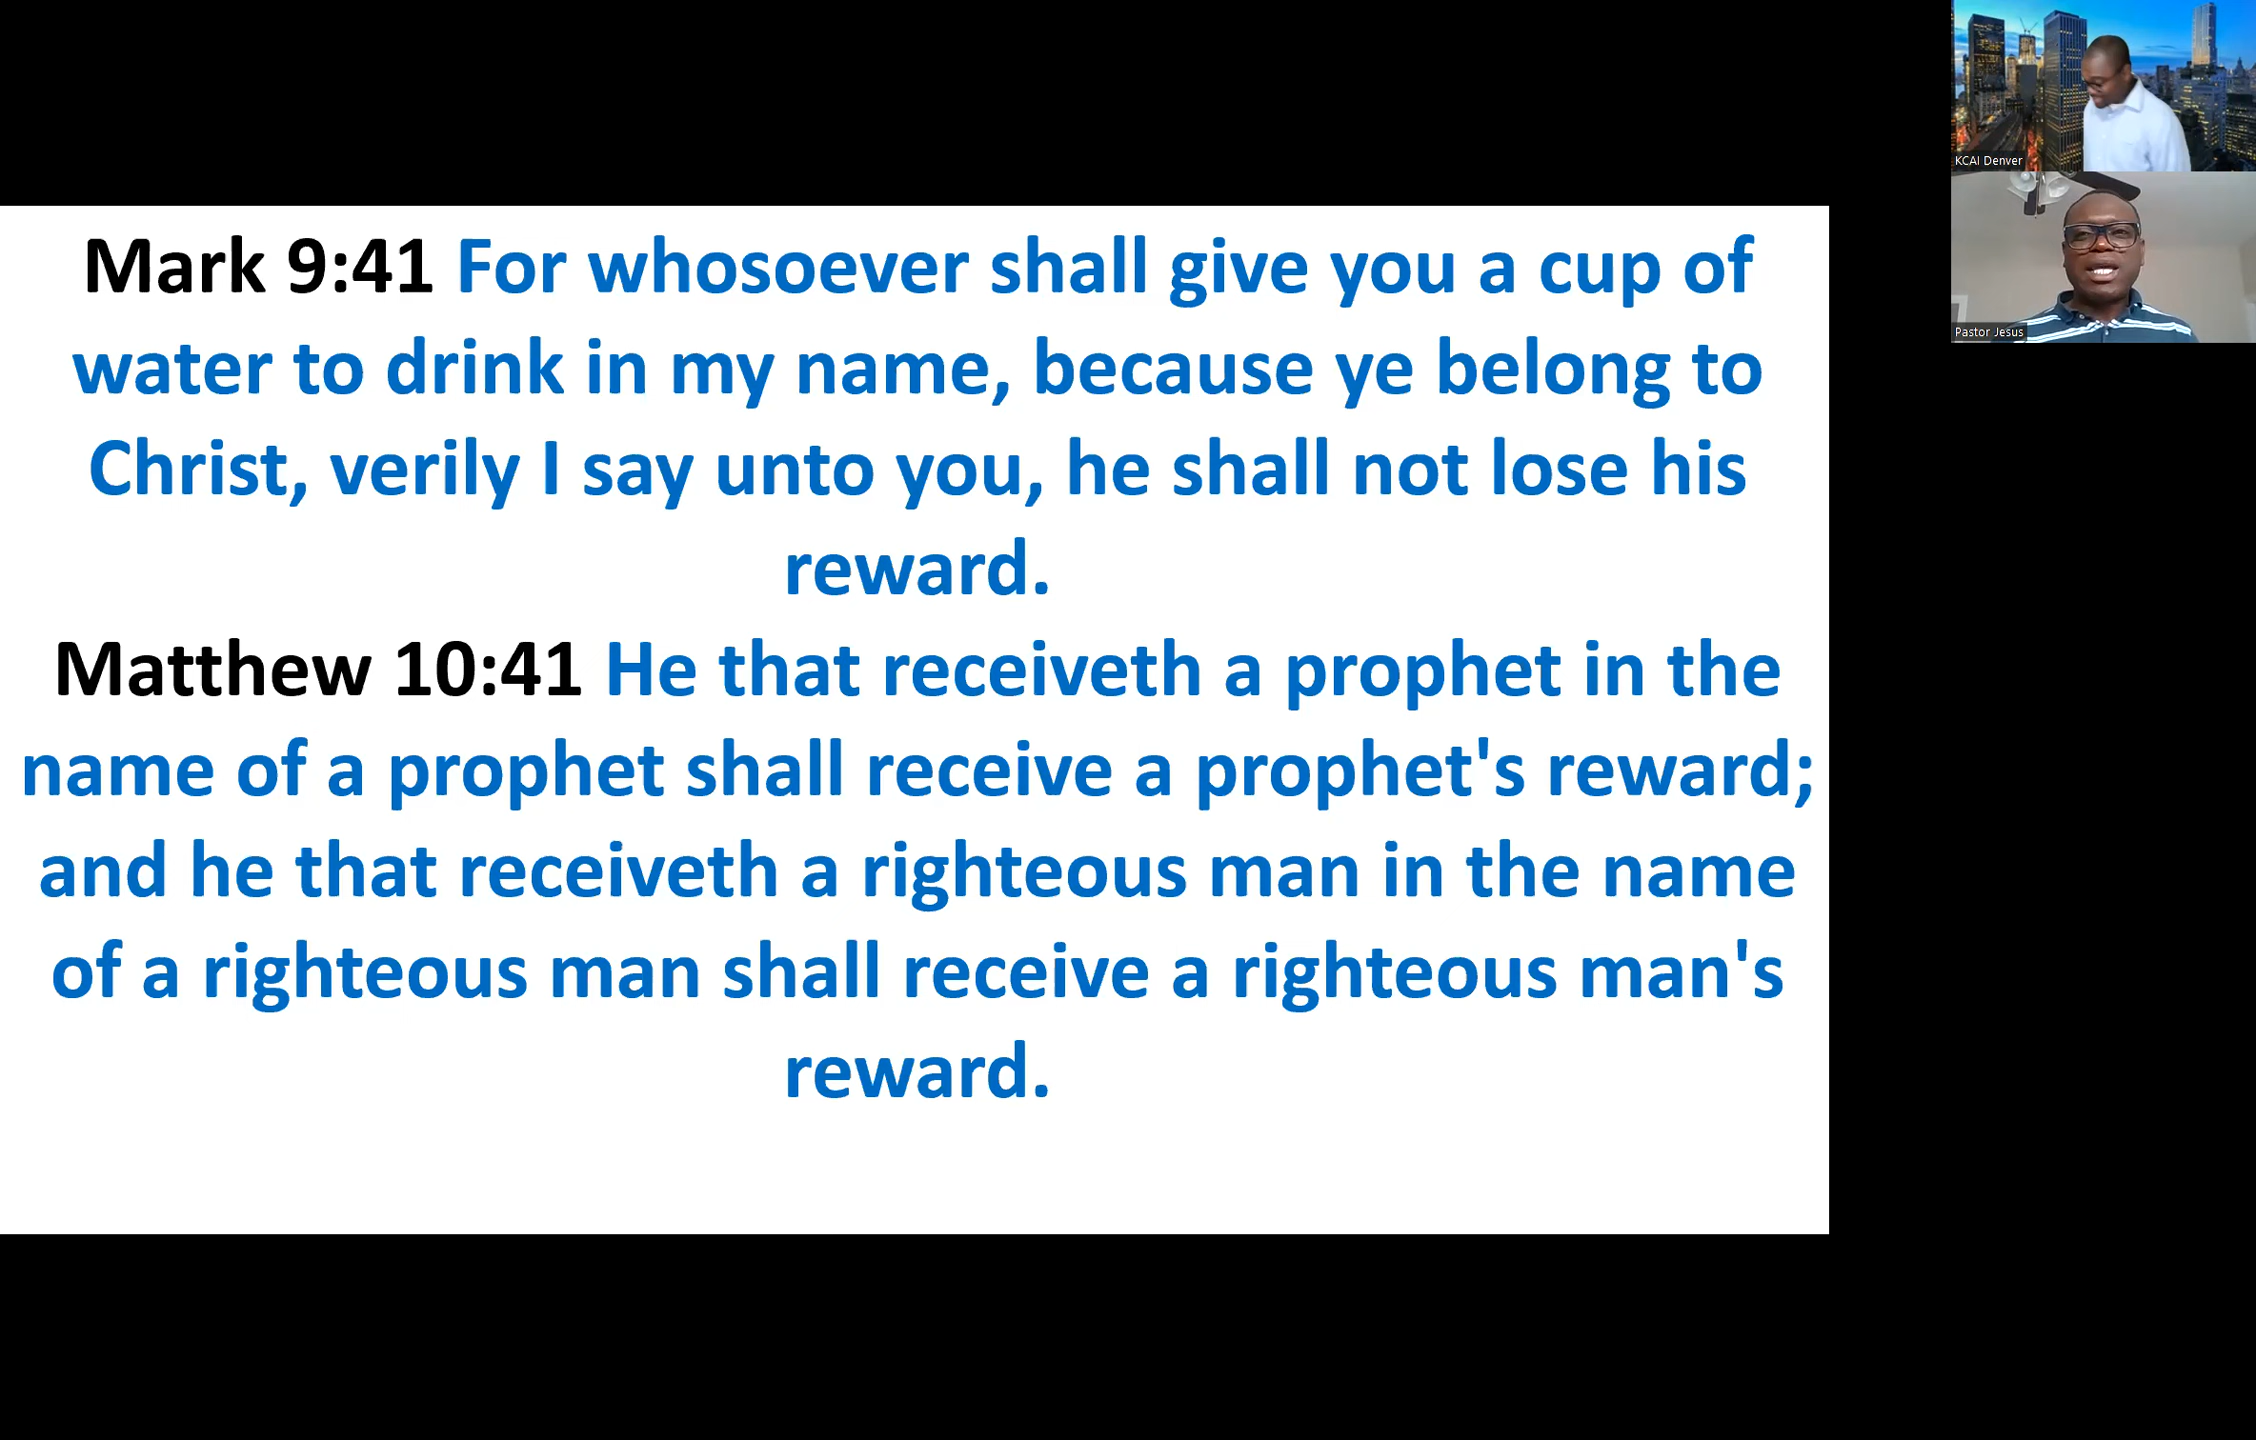 Mark 9:41 For whosoever shall give you a cup of
water to drink in my name, because ye belong to
Christ, verily I say unto you, he shall not lose his
reward.
Matthew 10:41 He that receiveth a prophet in the
name of a prophet shall receive a prophet's reward;
and he that receiveth a righteous man in the name
of a righteous man shall receive a righteous man's
reward.
KCAI Denver
Pastor Jesus